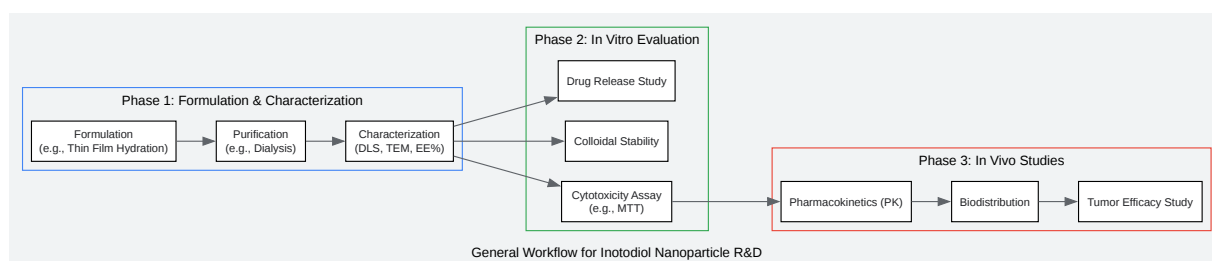 Phase 1: Formulation & Characterization
Formulation
(e.g., Thin Film Hydration)
Purification
(e.g., Dialysis)
Characterization
(DLS, TEM, EE%)
Phase 2: In Vitro Evaluation
Drug Release Study
Colloidal Stability
Cytotoxicity Assay
(e.g., MTT)
Phase 3: In Vivo Studies
Pharmacokinetics (PK)
Biodistribution
Tumor Efficacy Study
General Workflow for Inotodiol Nanoparticle R&D